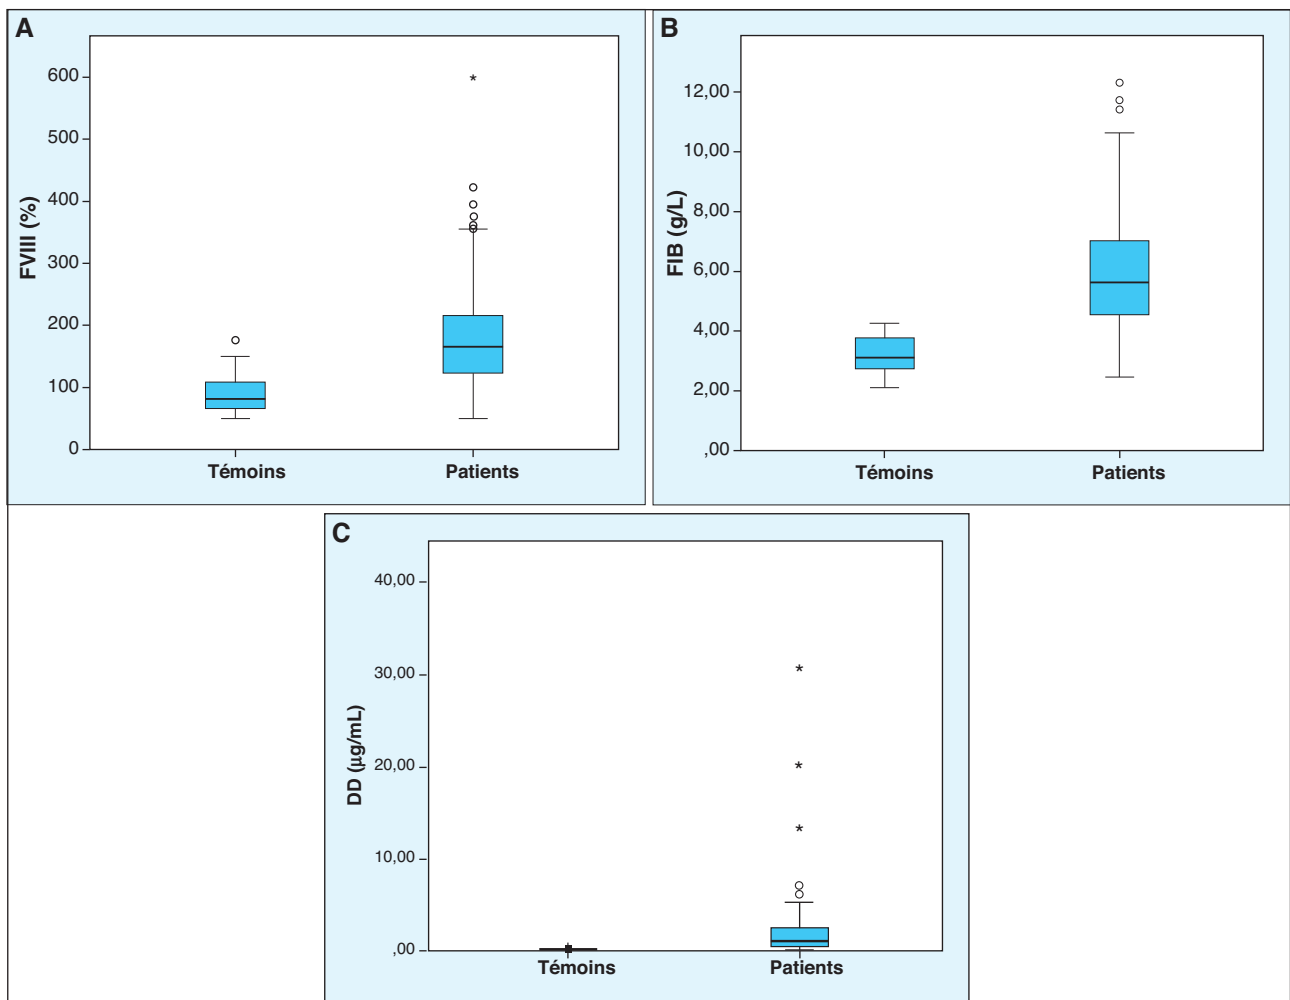 A
FVIII (%)
600
500
400
300
200
100
0
Témoins
Patients
B
FIB (g/L)
12,00
10,00
8,00
6,00
4,00
2,00
,00
Témoins
Patients
C
DD (µg/mL)
40,00
30,00
20,00
10,00
,00
Témoins
Patients